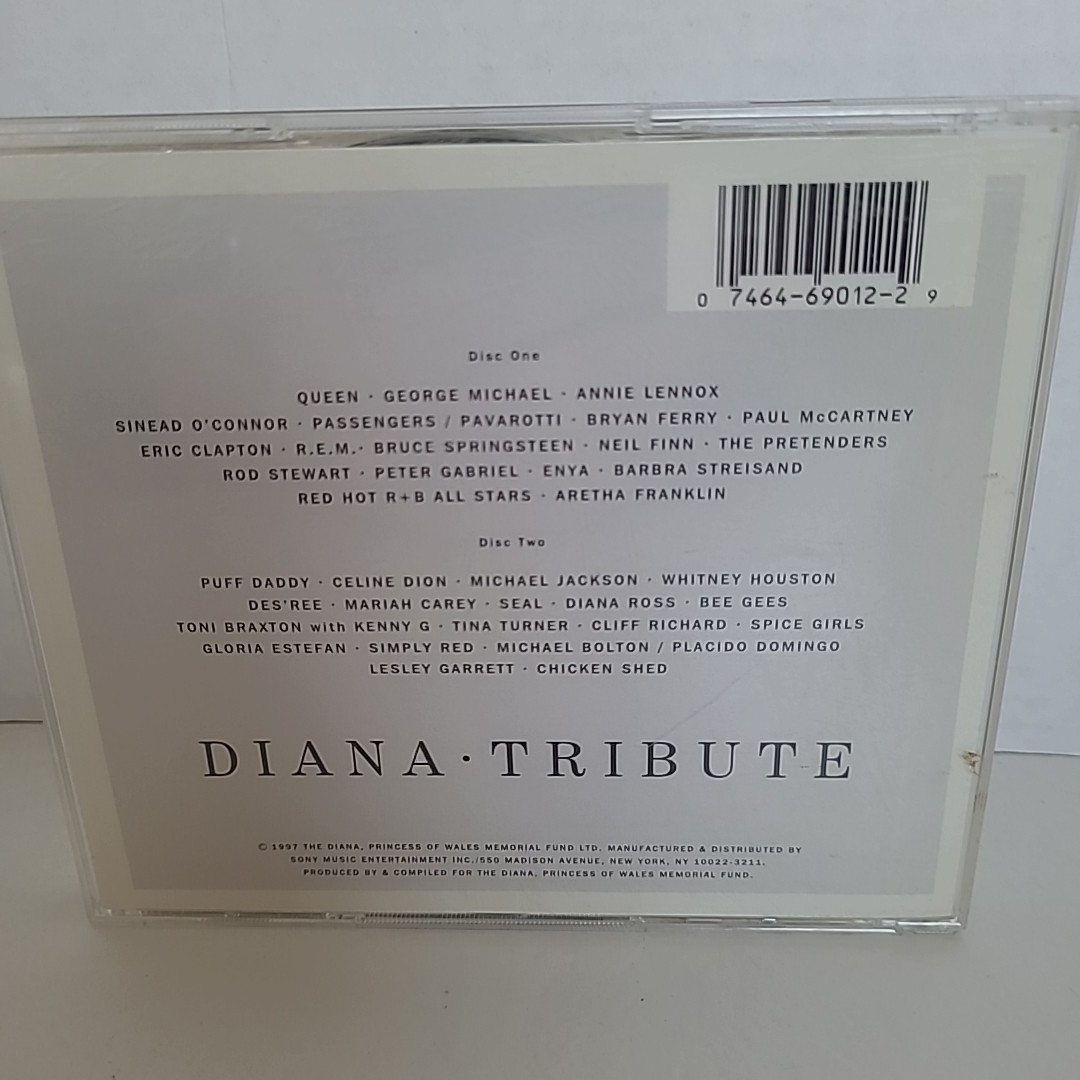 0 7464-69012-2 9
Disc One
QUEEN · GEORGE MICHAEL · ANNIE LENNOX
SINEAD O'CONNOR · PASSENGERS / PAVAROTTI · BRYAN FERRY · PAUL McCARTNEY
ERIC CLAPTON · R.E.M. · BRUCE SPRINGSTEEN · NEIL FINN · THE PRETENDERS
ROD STEWART · PETER GABRIEL · ENYA · BARBRA STREISAND
RED HOT R+B ALL STARS · ARETHA FRANKLIN
Disc Two
PUFF DADDY · CELINE DION · MICHAEL JACKSON · WHITNEY HOUSTON
DES'REE · MARIAH CAREY · SEAL · DIANA ROSS · BEE GEES
TONI BRAXTON with KENNY G · TINA TURNER · CLIFF RICHARD · SPICE GIRLS
GLORIA ESTEFAN · SIMPLY RED · MICHAEL BOLTON / PLACIDO DOMINGO
LESLEY GARRETT · CHICKEN SHED
DIANA · TRIBUTE
© 1997 THE DIANA, PRINCESS OF WALES MEMORIAL FUND LTD. MANUFACTURED & DISTRIBUTED BY
SONY MUSIC ENTERTAINMENT INC./550 MADISON AVENUE, NEW YORK, NY 10022-3211.
PRODUCED BY & COMPILED FOR THE DIANA, PRINCESS OF WALES MEMORIAL FUND.